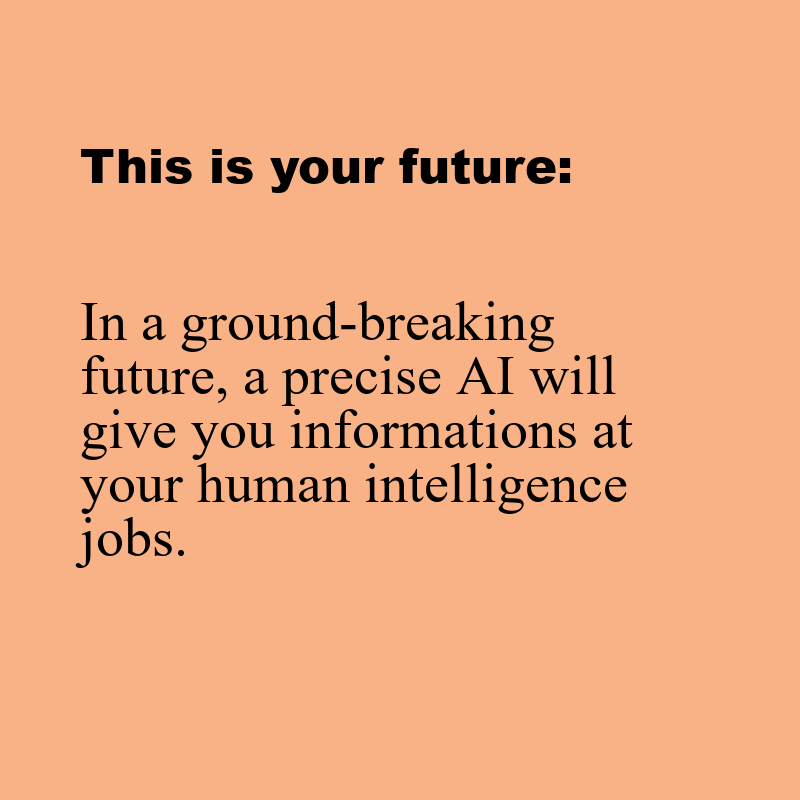 This is your future:
In a ground-breaking
future, a precise AI will
give you informations at
your human intelligence
jobs.